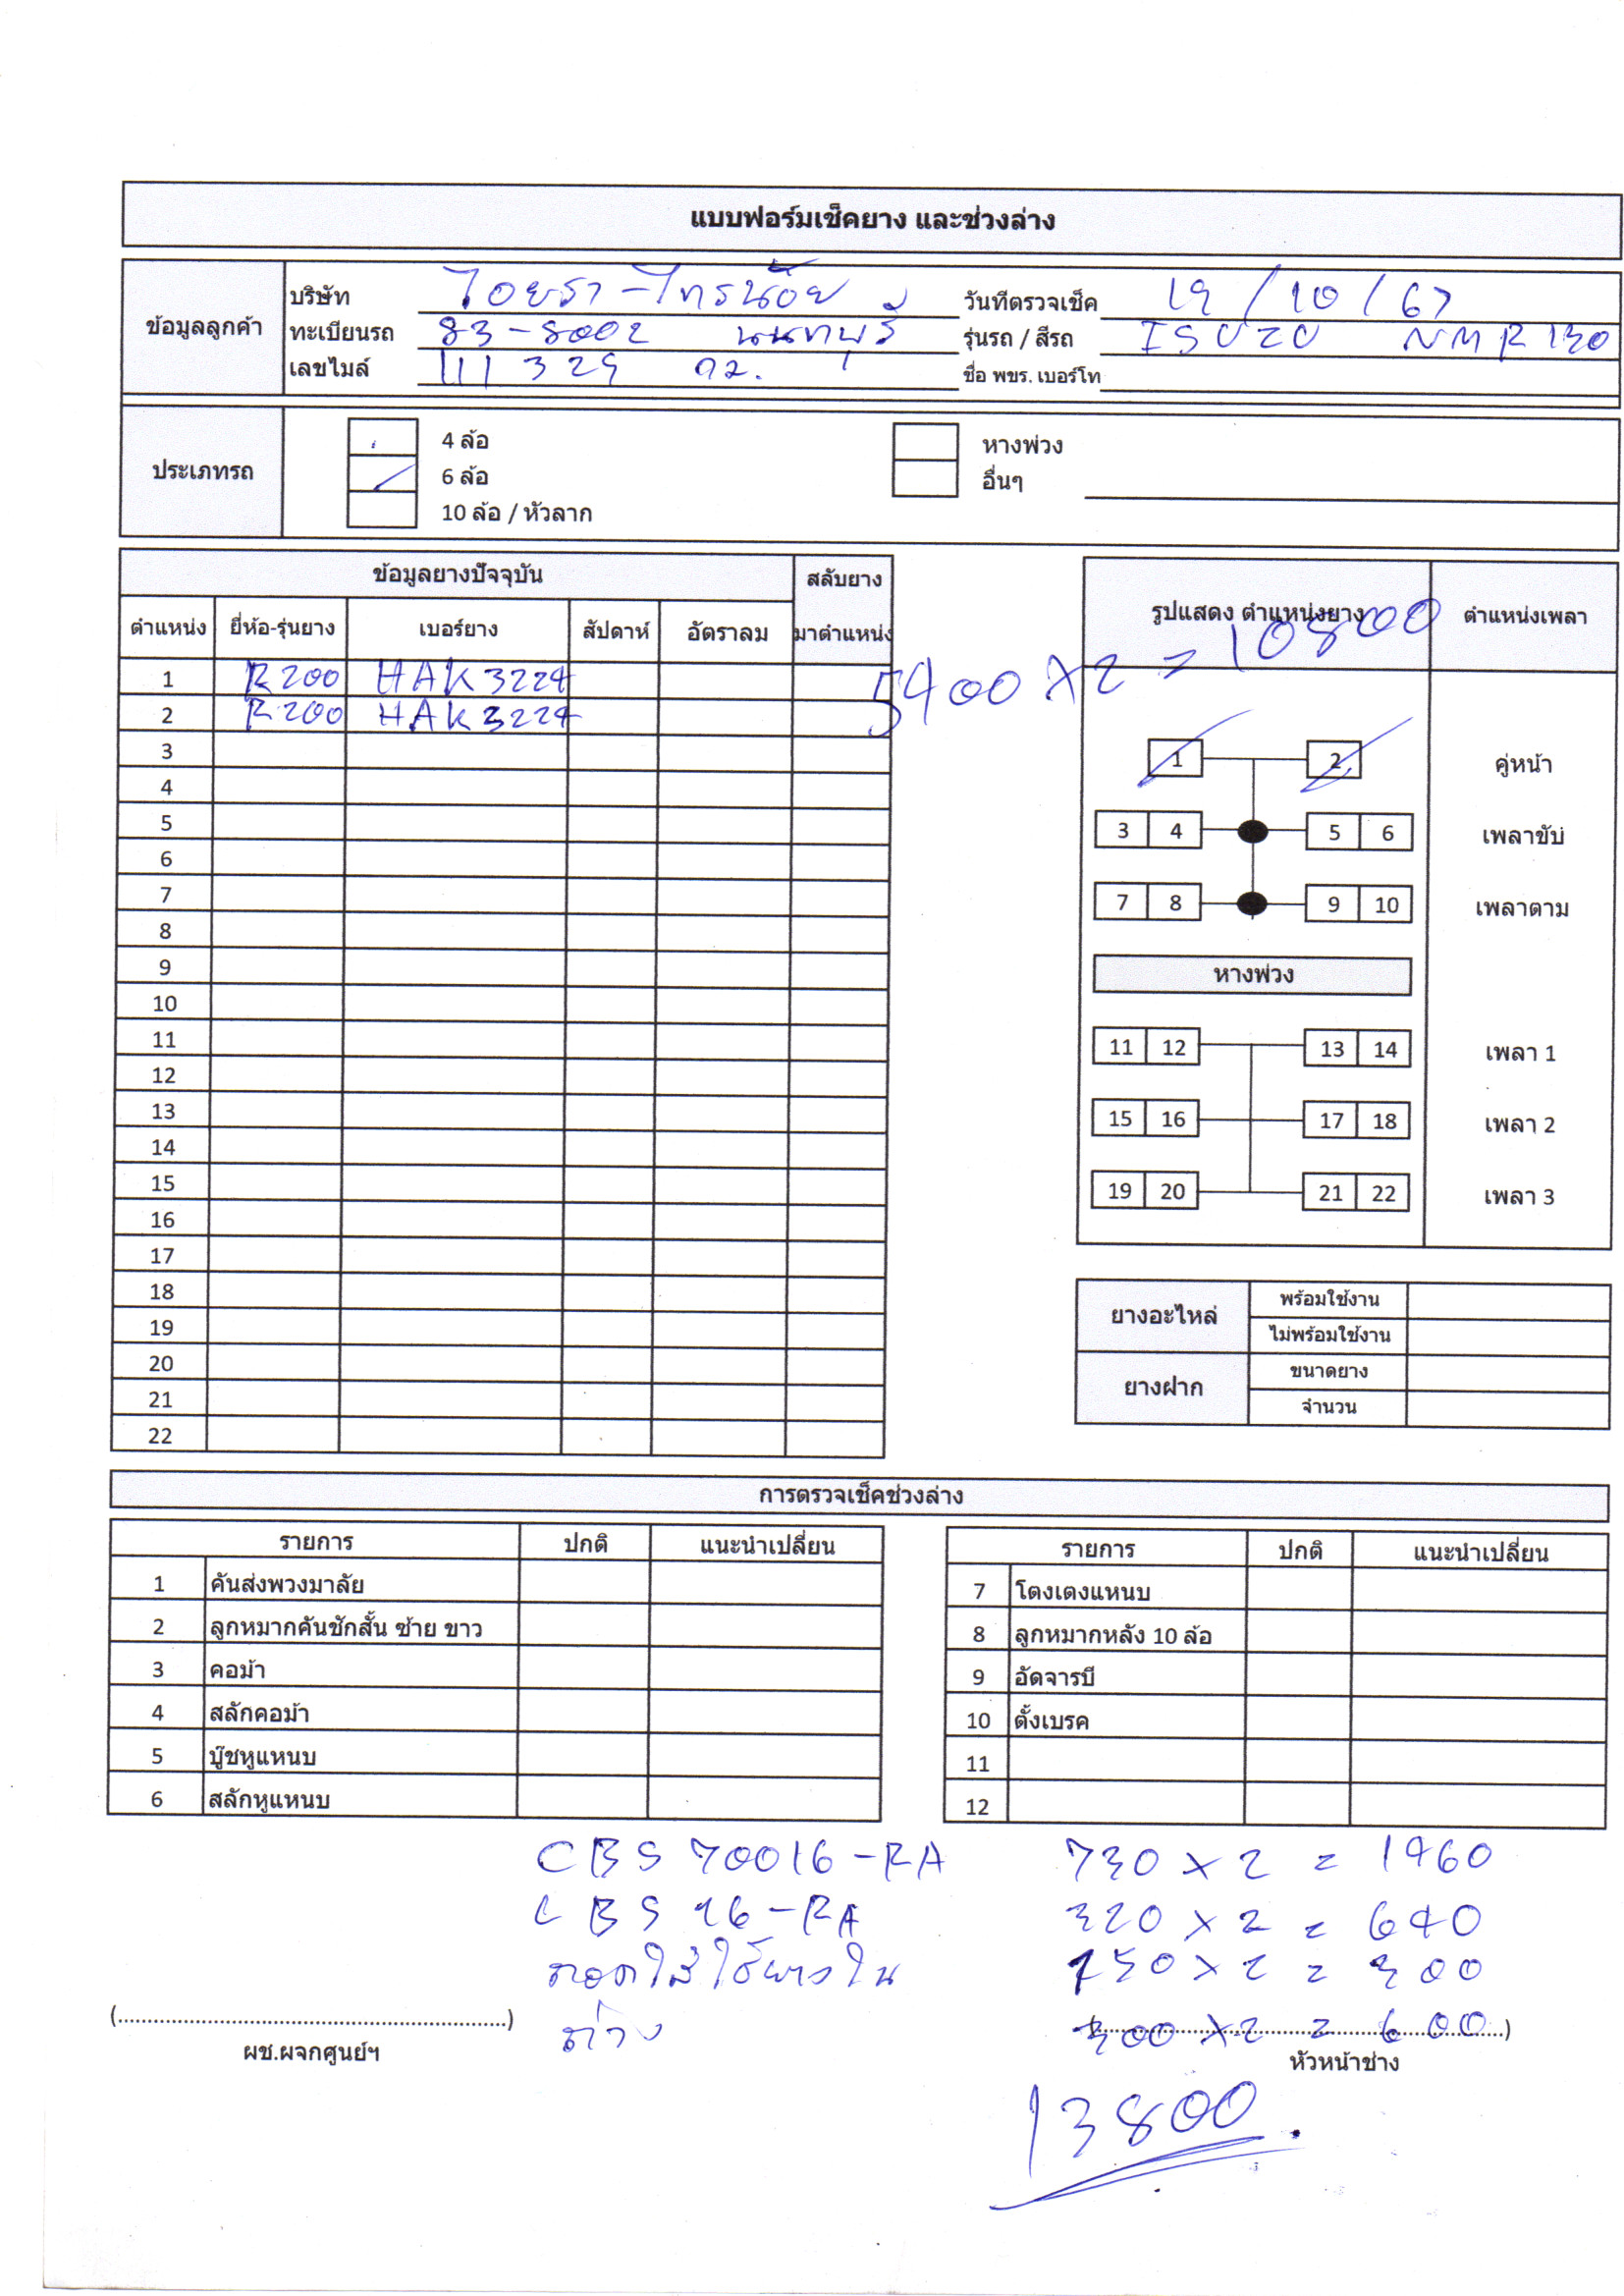 แบบฟอร์มเช็คยาง และช่วงล่าง
ข้อมูลลูกค้า
บริษัท ไอยรา-ไทรน้อย วันที่ตรวจเช็ค 19/10/67
ทะเบียนรถ 83-8002 นนทบุรี รุ่นรถ / สีรถ ISUZU NMR130
เลขไมล์ 111329 กม. ชื่อ พขร. เบอร์โท
ประเภทรถ
4 ล้อ หางพ่วง
6 ล้อ อื่นๆ
10 ล้อ / หัวลาก
ข้อมูลยางปัจจุบัน สลับยาง
ตำแหน่ง ยี่ห้อ-รุ่นยาง เบอร์ยาง สัปดาห์ อัตราลม มาตำแหน่ง
1 R200 HAK3224
2 R200 HAK3224
5400 x 2 = 10800
3
4
5
6
7
8
9
10
11
12
13
14
15
16
17
18
19
20
21
22
รูปแสดง ตำแหน่งยาง ตำแหน่งเพลา
1 2 คู่หน้า
3 4 5 6 เพลาขับ
7 8 9 10 เพลาตาม
หางพ่วง
11 12 13 14 เพลา 1
15 16 17 18 เพลา 2
19 20 21 22 เพลา 3
ยางอะไหล่ พร้อมใช้งาน
ไม่พร้อมใช้งาน
ยางฝาก ขนาดยาง
จำนวน
การตรวจเช็คช่วงล่าง
รายการ ปกติ แนะนำเปลี่ยน รายการ ปกติ แนะนำเปลี่ยน
1 คันส่งพวงมาลัย 7 โตงเตงแหนบ
2 ลูกหมากคันชักสั้น ซ้าย ขาว 8 ลูกหมากหลัง 10 ล้อ
3 คอม้า 9 อัดจารบี
4 สลักคอม้า 10 ตั้งเบรค
5 บู๊ชหูแหนบ 11
6 สลักหูแหนบ 12
CBS 70016-RA 730 x 2 = 1460
CBS 16-RA 320 x 2 = 640
ถอดใส่ใช้ยางใน 150 x 2 = 300
ถ่วง 300 x 2 = 600
(........................................................)
ผช.ผจกศูนย์ฯ หัวหน้าช่าง
13800